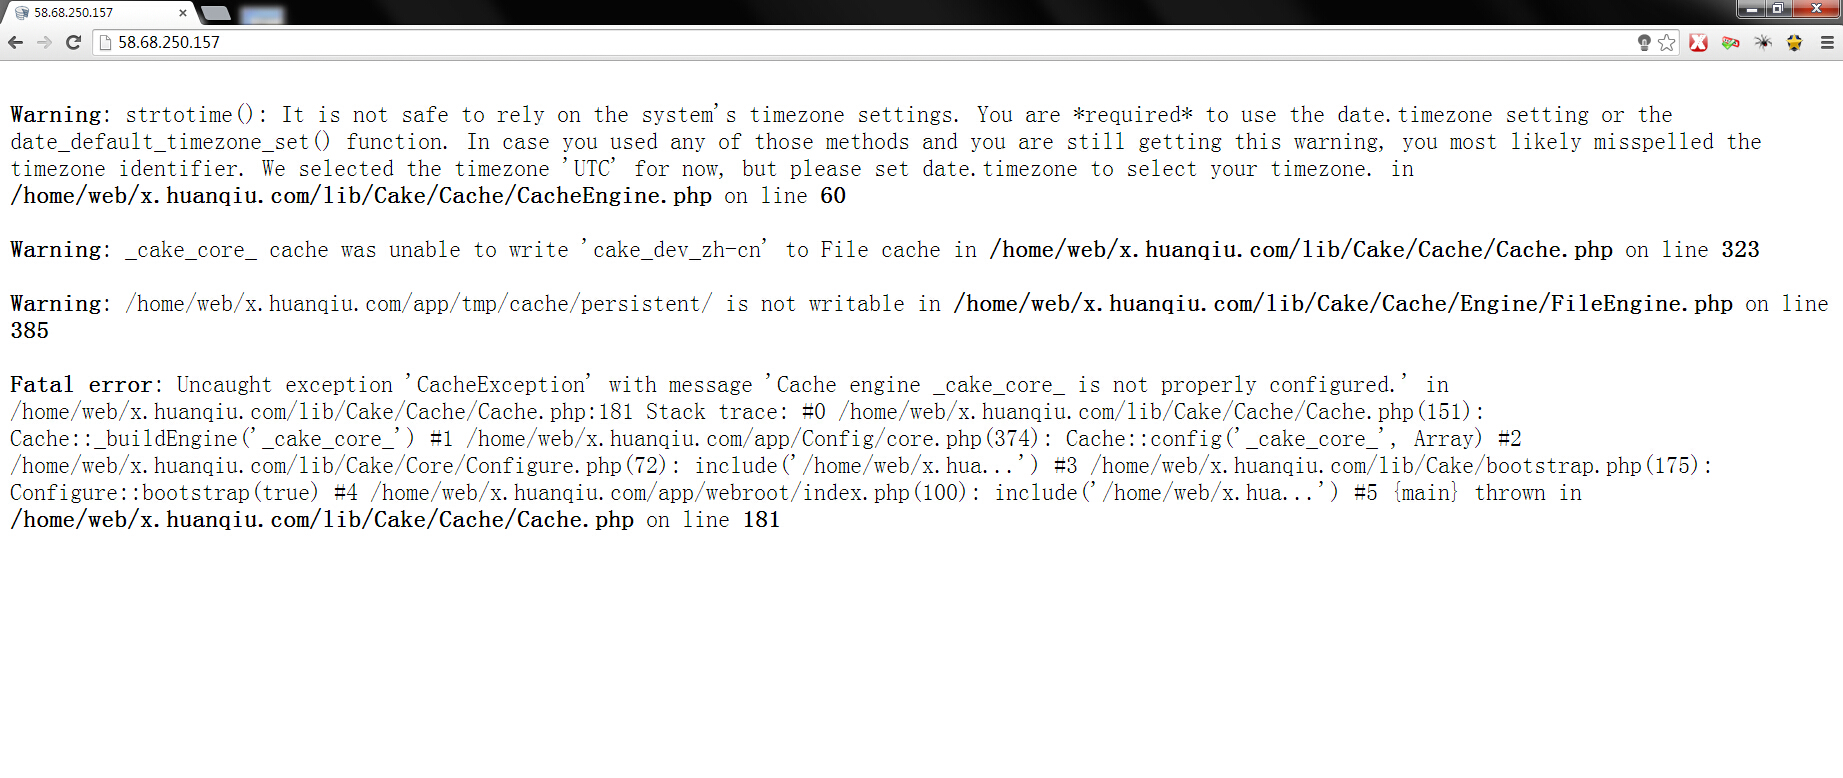 58.68.250.157
58.68.250.157
Warning: strtotime(): It is not safe to rely on the system's timezone settings. You are *required* to use the date.timezone setting or the
date_default_timezone_set() function. In case you used any of those methods and you are still getting this warning, you most likely misspelled the
timezone identifier. We selected the timezone 'UTC' for now, but please set date.timezone to select your timezone. in
/home/web/x.huanqiu.com/lib/Cake/Cache/CacheEngine.php on line 60
Warning: _cake_core_ cache was unable to write 'cake_dev_zh-cn' to File cache in /home/web/x.huanqiu.com/lib/Cake/Cache/Cache.php on line 323
Warning: /home/web/x.huanqiu.com/app/tmp/cache/persistent/ is not writable in /home/web/x.huanqiu.com/lib/Cake/Cache/Engine/FileEngine.php on line
385
Fatal error: Uncaught exception 'CacheException' with message 'Cache engine _cake_core_ is not properly configured.' in
/home/web/x.huanqiu.com/lib/Cake/Cache/Cache.php:181 Stack trace: #0 /home/web/x.huanqiu.com/lib/Cake/Cache/Cache.php(151):
Cache::_buildEngine('_cake_core_') #1 /home/web/x.huanqiu.com/app/Config/core.php(374): Cache::config('_cake_core_', Array) #2
/home/web/x.huanqiu.com/lib/Cake/Core/Configure.php(72): include('/home/web/x.hua...') #3 /home/web/x.huanqiu.com/lib/Cake/bootstrap.php(175):
Configure::bootstrap(true) #4 /home/web/x.huanqiu.com/app/webroot/index.php(100): include('/home/web/x.hua...') #5 {main} thrown in
/home/web/x.huanqiu.com/lib/Cake/Cache/Cache.php on line 181